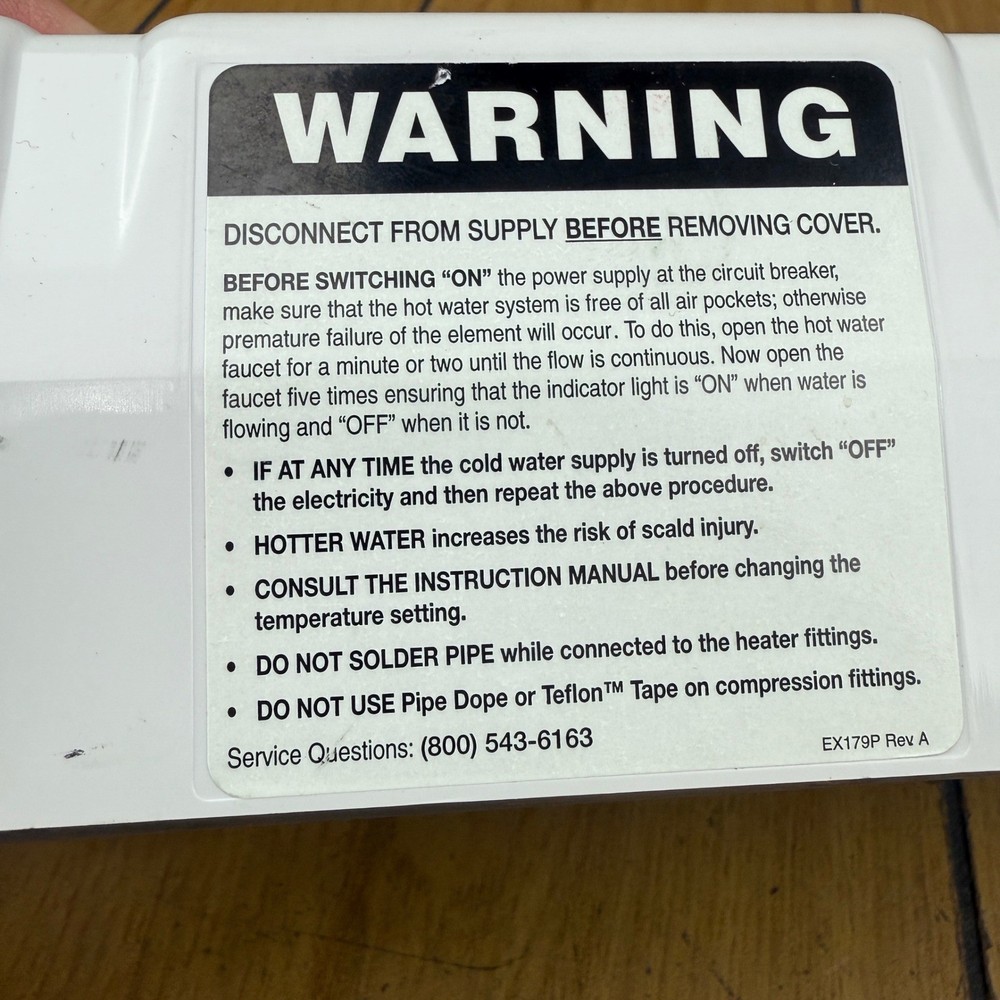 WARNING
DISCONNECT FROM SUPPLY BEFORE REMOVING COVER.
BEFORE SWITCHING “ON” the power supply at the circuit breaker,
make sure that the hot water system is free of all air pockets; otherwise
premature failure of the element will occur. To do this, open the hot water
faucet for a minute or two until the flow is continuous. Now open the
faucet five times ensuring that the indicator light is “ON” when water is
flowing and “OFF” when it is not.
• IF AT ANY TIME the cold water supply is turned off, switch “OFF”
the electricity and then repeat the above procedure.
• HOTTER WATER increases the risk of scald injury.
• CONSULT THE INSTRUCTION MANUAL before changing the
temperature setting.
• DO NOT SOLDER PIPE while connected to the heater fittings.
• DO NOT USE Pipe Dope or Teflon™ Tape on compression fittings.
Service Questions: (800) 543-6163
EX179P Rev A